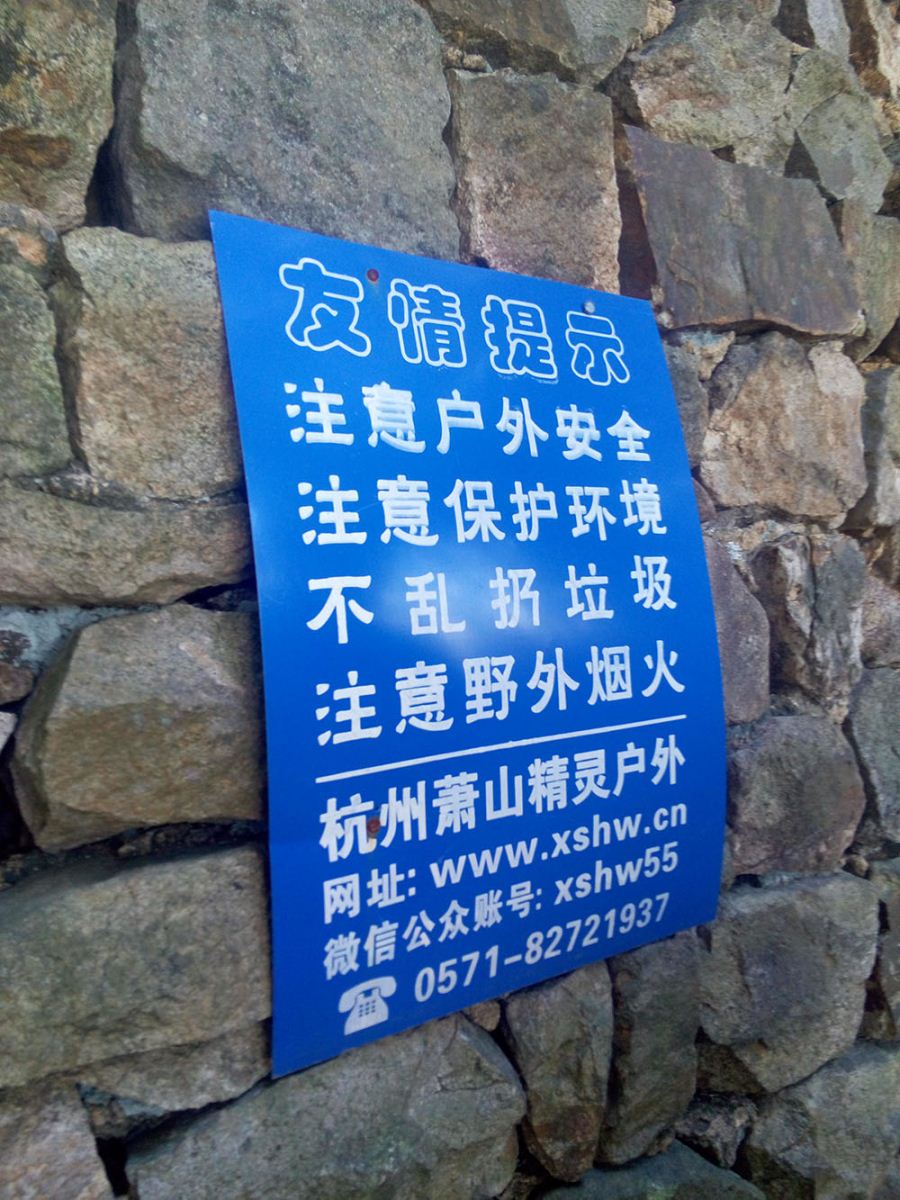 友情提示
注意户外安全
注意保护环境
不乱扔垃圾
注意野外烟火
杭州萧山精灵户外
网址: www.xshw.cn
微信公众账号: xshw55
0571-82721937